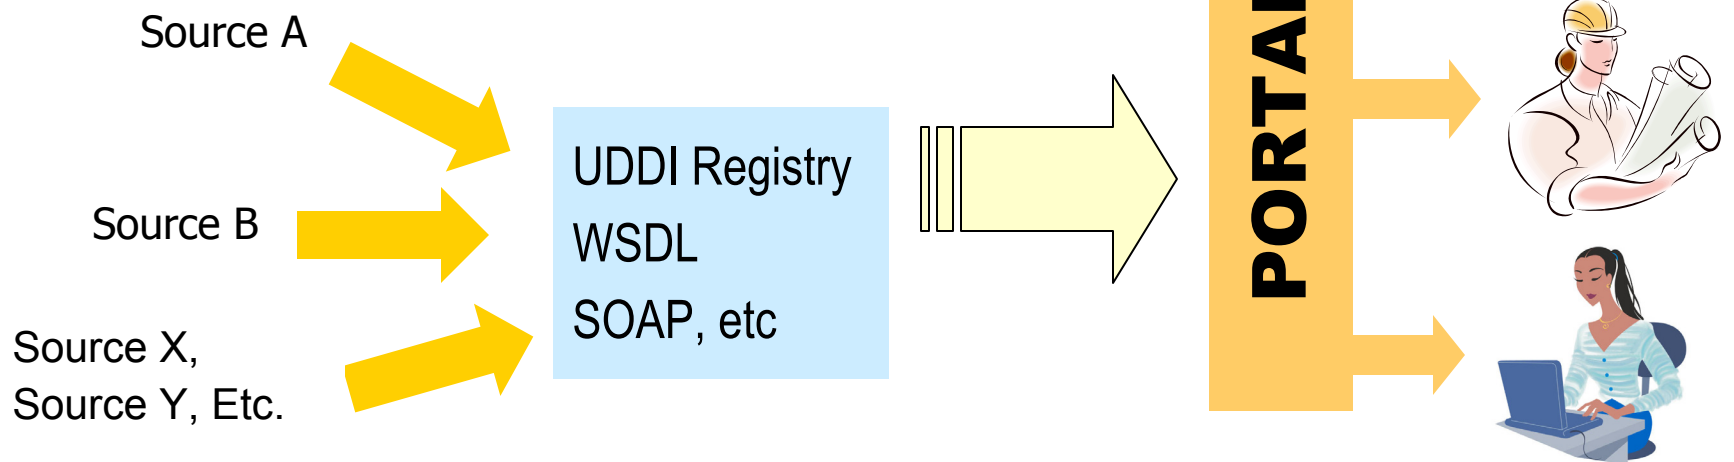 Source A
Source B
Source X,
Source Y, Etc.
UDDI Registry
WSDL
SOAP, etc
PORTA